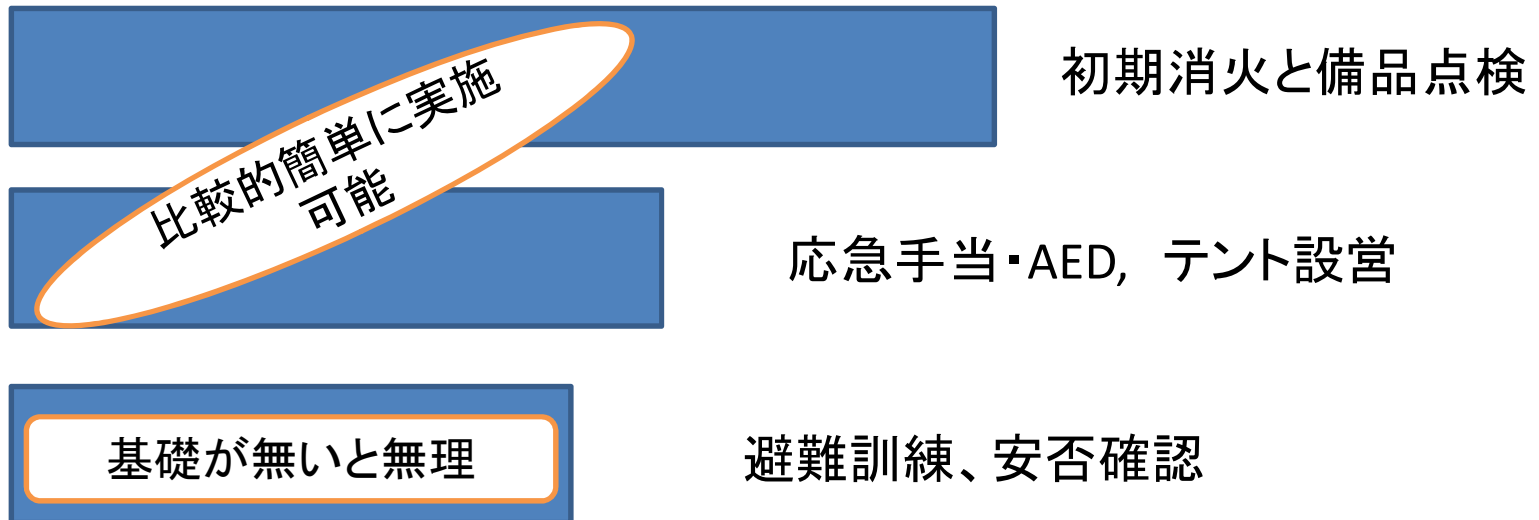 初期消火と備品点検
比較的簡単に実施
可能
応急手当・AED, テント設営
基礎が無いと無理
避難訓練、安否確認